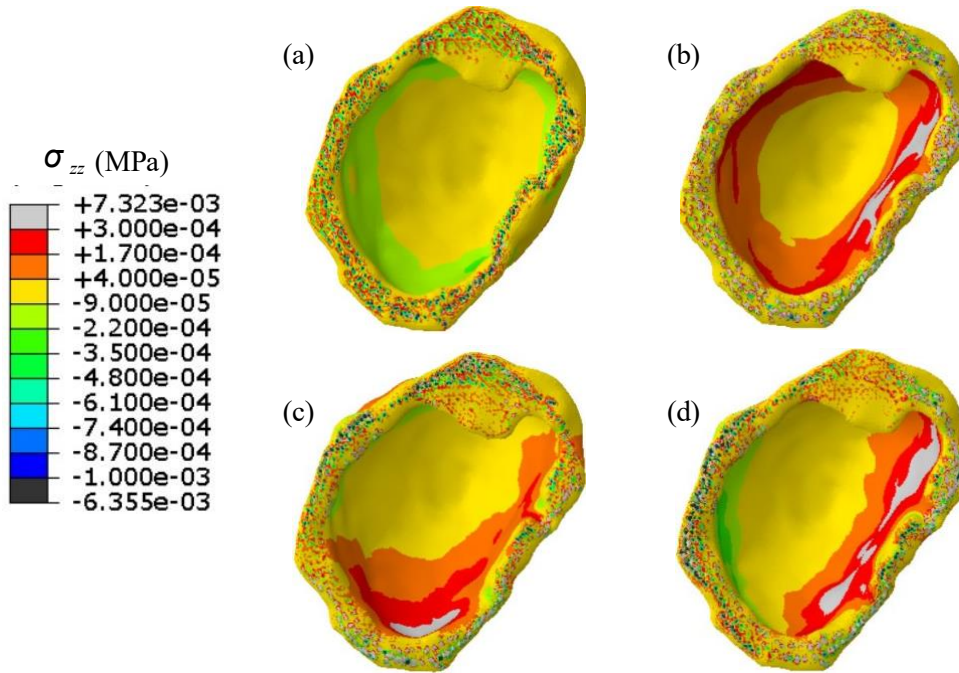 (a)
(b)
σ zz (MPa)
+7.323e-03
+3.000e-04
+1.700e-04
+4.000e-05
-9.000e-05
-2.200e-04
-3.500e-04
-4.800e-04
-6.100e-04
-7.400e-04
-8.700e-04
-1.000e-03
-6.355e-03
(c)
(d)